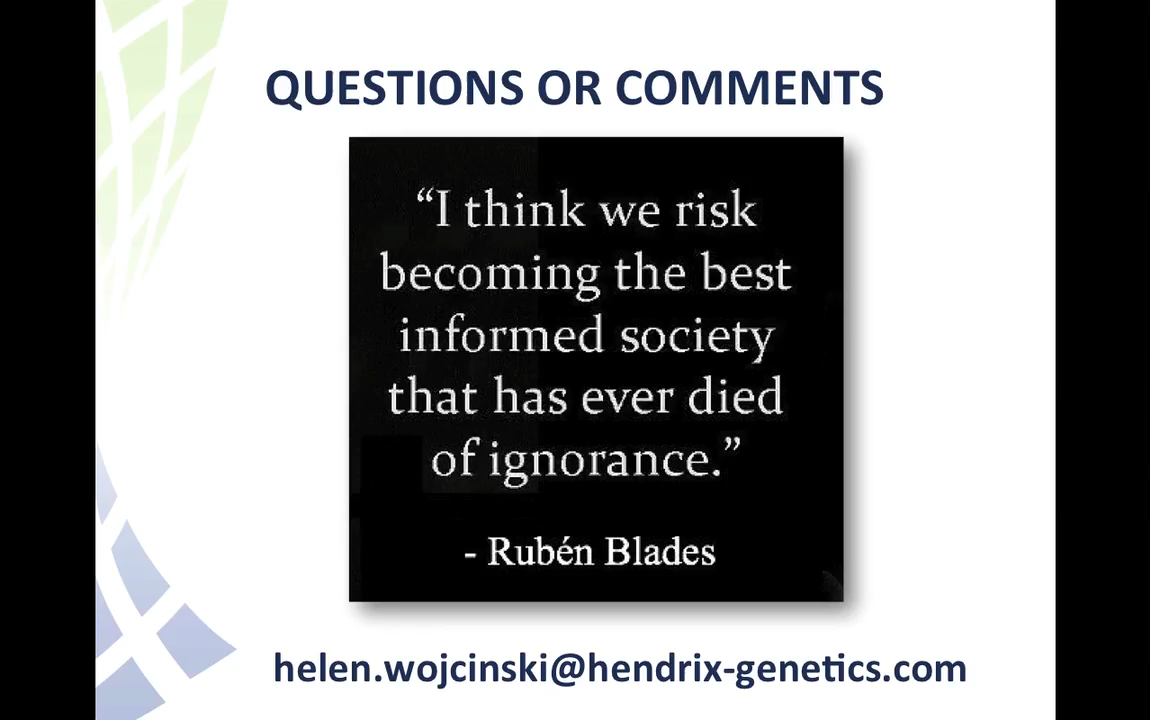 QUESTIONS OR COMMENTS
“I think we risk
becoming the best
informed society
that has ever died
of ignorance.”
- Rubén Blades
helen.wojcinski@hendrix-genetics.com